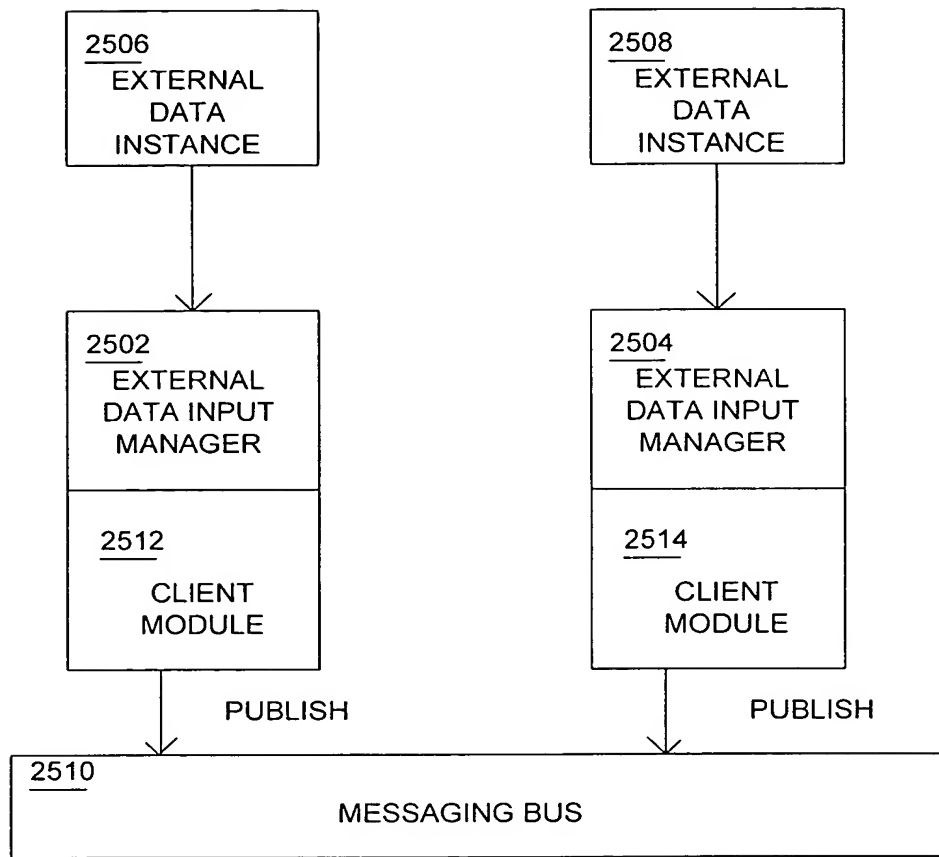 2506
EXTERNAL
DATA
INSTANCE
2508
EXTERNAL
DATA
INSTANCE
2502
EXTERNAL
DATA INPUT
MANAGER
2504
EXTERNAL
DATA INPUT
MANAGER
2512
CLIENT
MODULE
2514
CLIENT
MODULE
PUBLISH
PUBLISH
2510
MESSAGING BUS